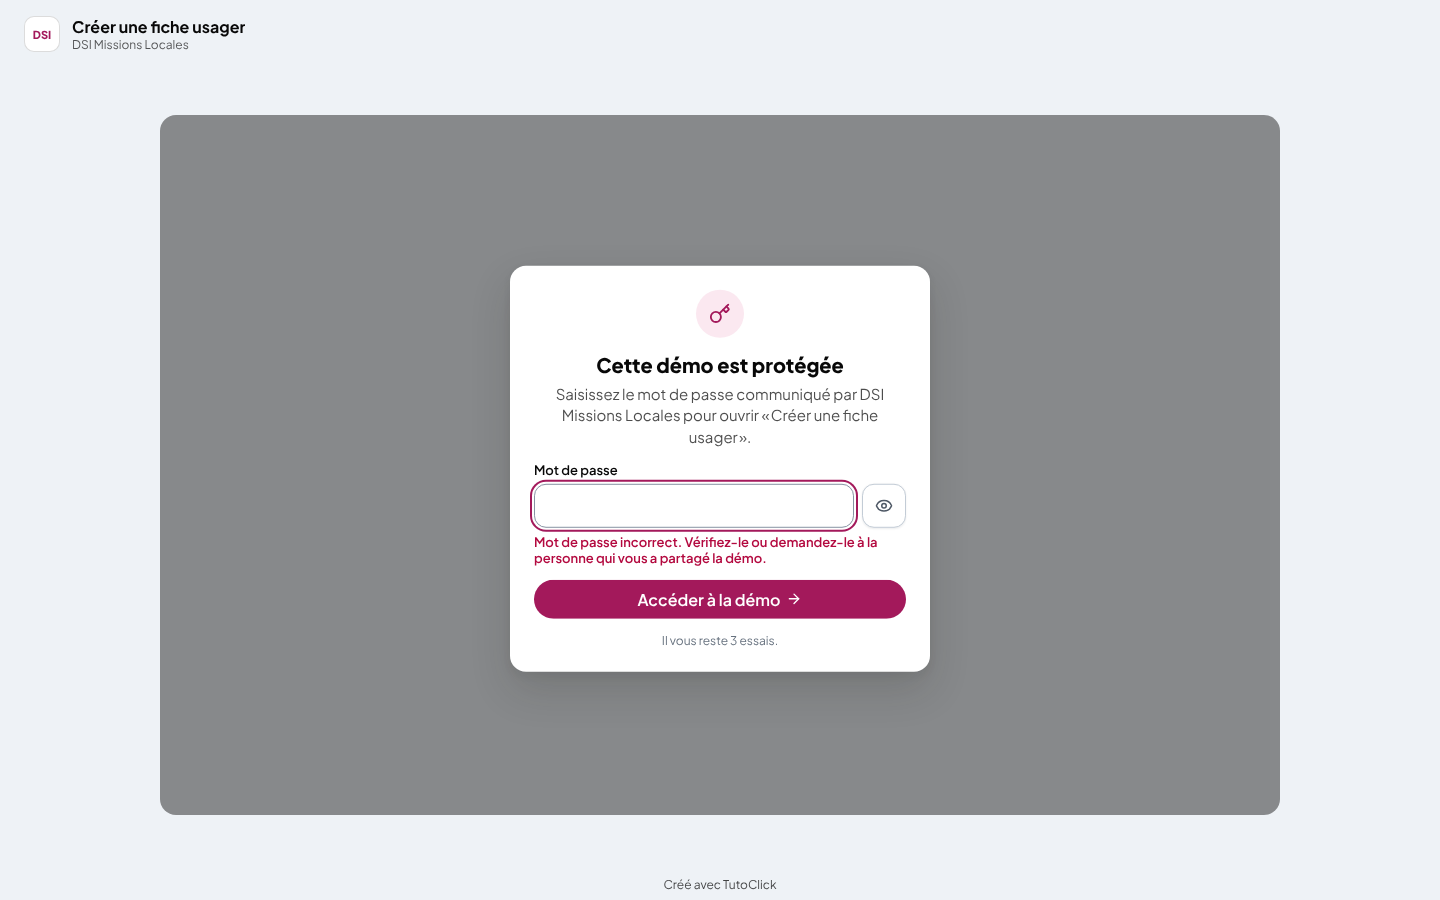 DSI
Créer une fiche usager
DSI Missions Locales
Cette démo est protégée
Saisissez le mot de passe communiqué par DSI
Missions Locales pour ouvrir « Créer une fiche
usager ».
Mot de passe
Mot de passe incorrect. Vérifiez-le ou demandez-le à la
personne qui vous a partagé la démo.
Accéder à la démo →
Il vous reste 3 essais.
Créé avec TutoClick